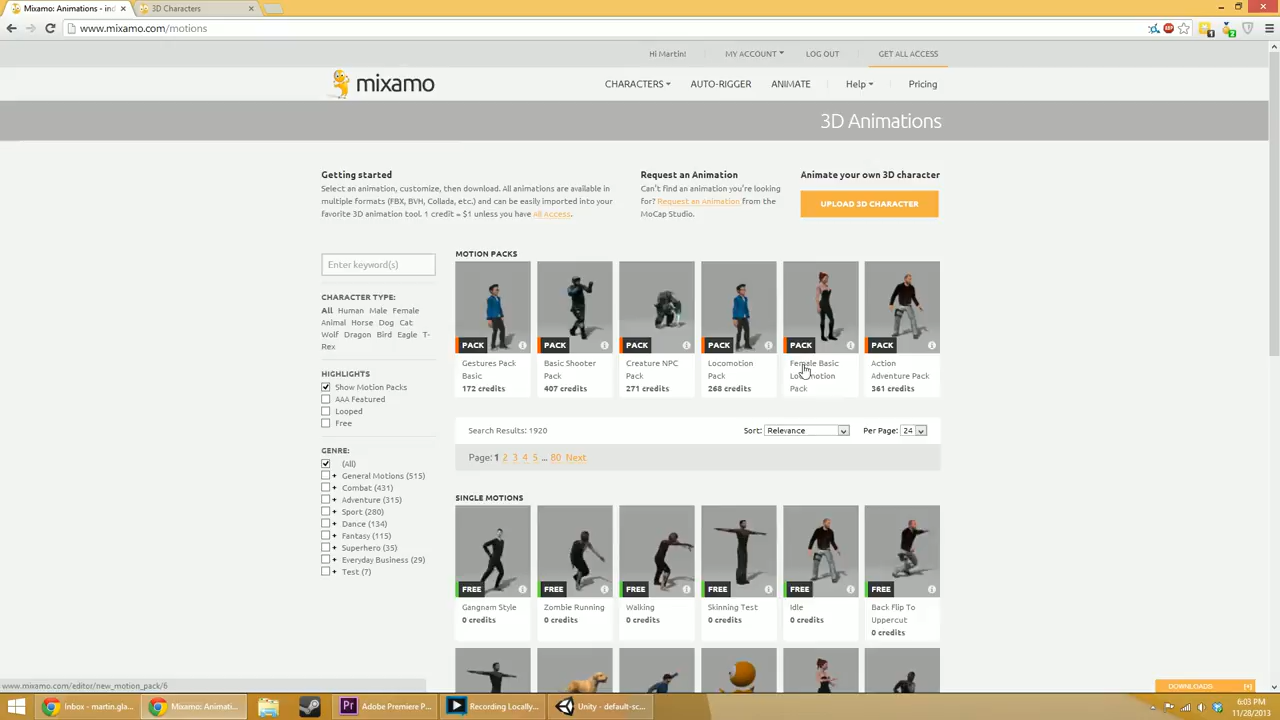 Mixamo: Animations - ind
3D Characters
www.mixamo.com/motions
Hi Martin!
MY ACCOUNT
LOG OUT
GET ALL ACCESS
mixamo
CHARACTERS
AUTO-RIGGER
ANIMATE
Help
Pricing
3D Animations
Getting started
Select an animation, customize, then download. All animations are available in
multiple formats (FBX, BVH, Collada, etc.) and can be easily imported into your
favorite 3D animation tool. 1 credit = $1 unless you have All Access.
Request an Animation
Can't find an animation you're looking
for? Request an Animation from the
MoCap Studio.
Animate your own 3D character
UPLOAD 3D CHARACTER
Enter keyword(s)
CHARACTER TYPE:
All Human Male Female
Animal Horse Dog Cat
Wolf Dragon Bird Eagle T-
Rex
HIGHLIGHTS
Show Motion Packs
AAA Featured
Looped
Free
GENRE:
(All)
General Motions (515)
Combat (431)
Adventure (315)
Sport (280)
Dance (134)
Fantasy (115)
Superhero (35)
Everyday Business (29)
Test (7)
MOTION PACKS
PACK PACK PACK PACK PACK PACK
Gestures Pack
Basic
172 credits
Basic Shooter
Pack
407 credits
Creature NPC
Pack
271 credits
Locomotion
Pack
268 credits
Female Basic
Locomotion
Pack
Action
Adventure Pack
361 credits
Search Results: 1920
Sort: Relevance
Per Page: 24
Page: 1 2 3 4 5 ... 80 Next
SINGLE MOTIONS
FREE FREE FREE FREE FREE FREE
Gangnam Style
0 credits
Zombie Running
0 credits
Walking
0 credits
Skinning Test
0 credits
Idle
0 credits
Back Flip To
Uppercut
0 credits
www.mixamo.com/editor/new_motion_pack/6
DOWNLOADS [+]
Inbox - martin.gla...
Mixamo: Animati...
Adobe Premiere P...
Recording Locally...
Unity - default-sc...
6:03 PM
11/28/2013